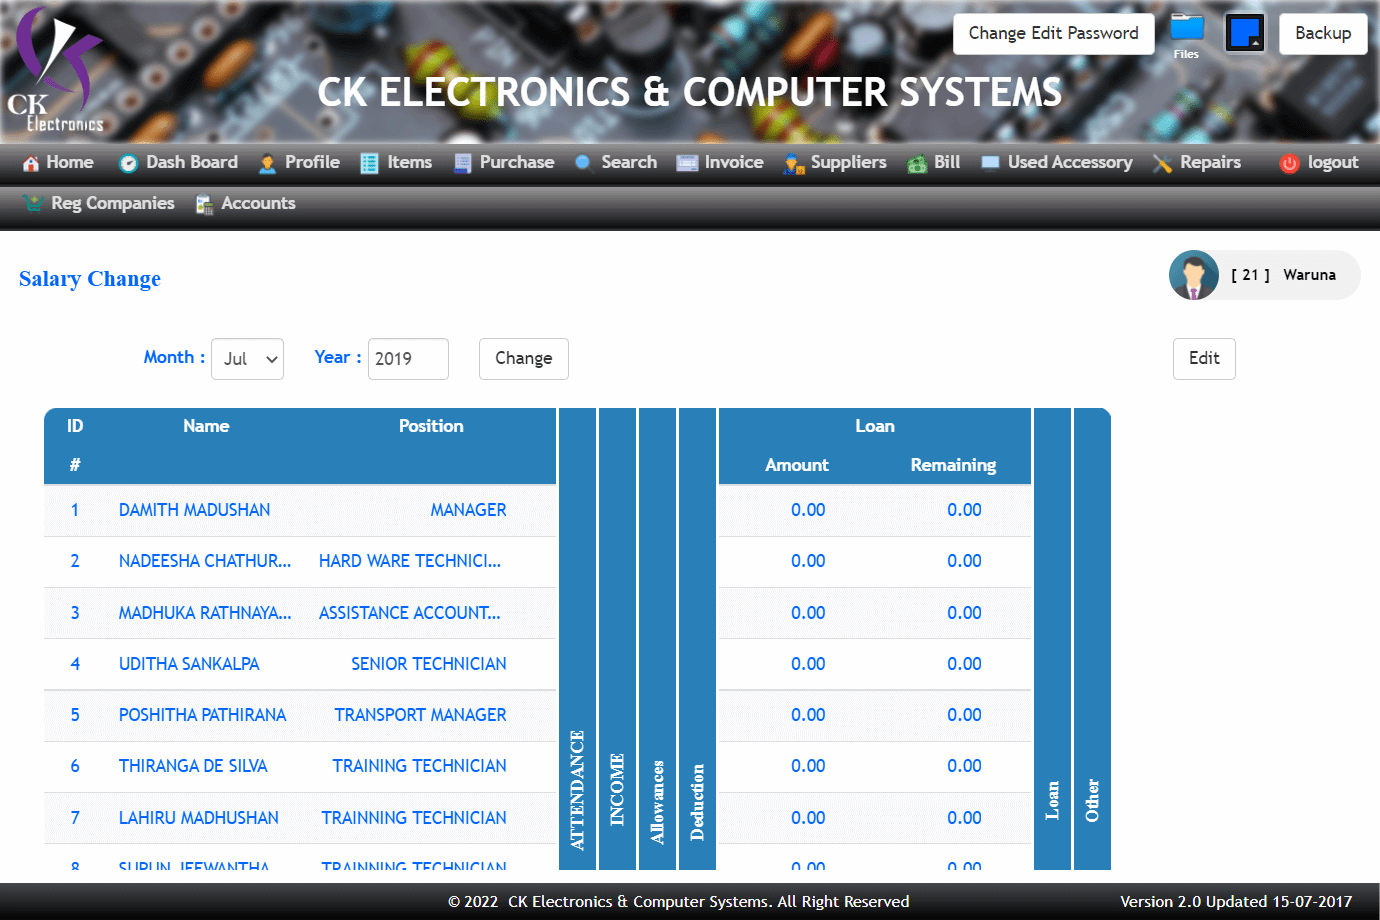 Change Edit Password
Files
Backup
CK
Electronics
CK ELECTRONICS & COMPUTER SYSTEMS
Home Dash Board Profile Items Purchase Search Invoice Suppliers Bill Used Accessory Repairs logout
Reg Companies Accounts
Salary Change
[ 21 ] Waruna
Month : Jul Year : 2019 Change Edit
ID Name Position Loan
# Amount Remaining
1 DAMITH MADUSHAN MANAGER 0.00 0.00
2 NADEESHA CHATHUR... HARD WARE TECHNICI... 0.00 0.00
3 MADHUKA RATHNAYA... ASSISTANCE ACCOUNT... 0.00 0.00
4 UDITHA SANKALPA SENIOR TECHNICIAN 0.00 0.00
5 POSHITHA PATHIRANA TRANSPORT MANAGER 0.00 0.00
6 THIRANGA DE SILVA TRAINING TECHNICIAN 0.00 0.00
7 LAHIRU MADHUSHAN TRAINNING TECHNICIAN 0.00 0.00
8 SUPUN JEEWANTHA TRAINNING TECHNICIAN 0.00 0.00
ATTENDANCE
INCOME
Allowances
Deduction
Loan
Other
© 2022 CK Electronics & Computer Systems. All Right Reserved
Version 2.0 Updated 15-07-2017